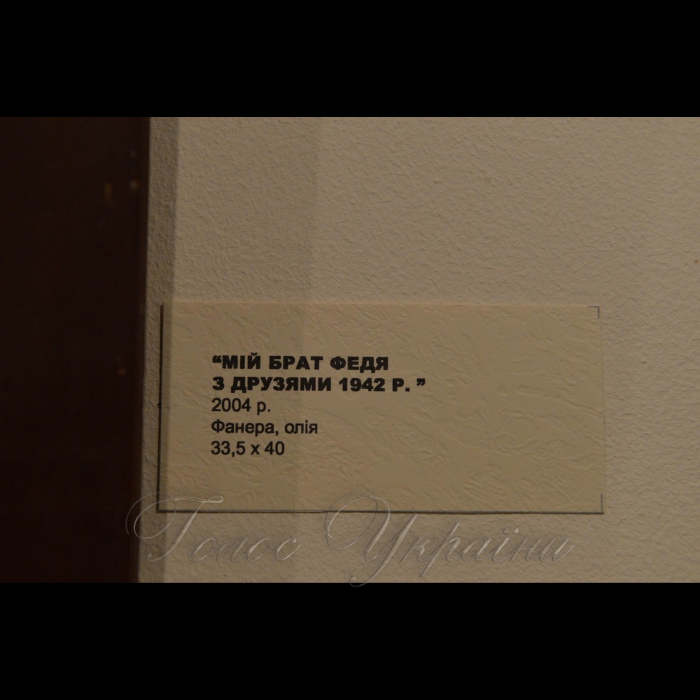 “МІЙ БРАТ ФЕДЯ
З ДРУЗЯМИ 1942 Р. ”
2004 р.
Фанера, олія
33,5 х 40
Голос України